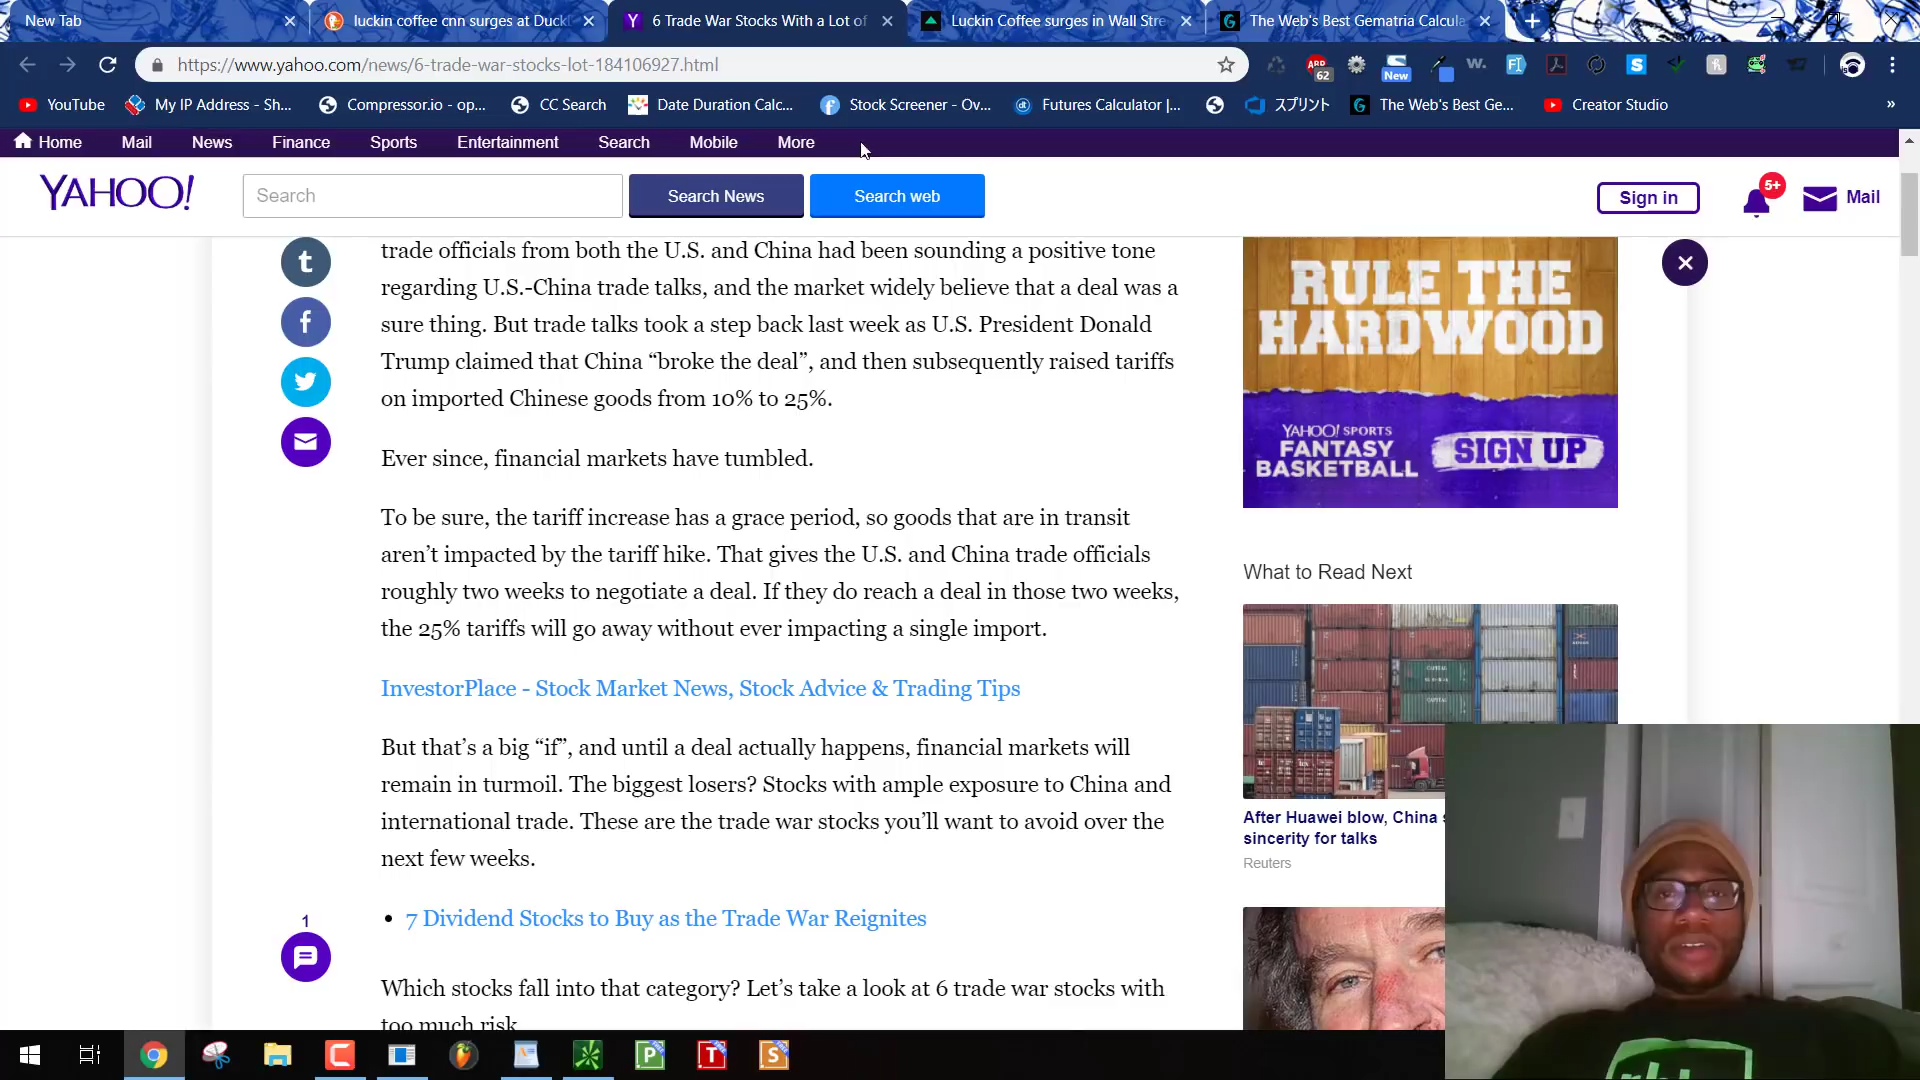 New Tab
luckin coffee cnn surges at Duck
6 Trade War Stocks With a Lot of
Luckin Coffee surges in Wall Stre
The Web's Best Gematria Calcula
https://www.yahoo.com/news/6-trade-war-stocks-lot-184106927.html
ABP
62
New
YouTube
My IP Address - Sh...
Compressor.io - op...
CC Search
Date Duration Calc...
Stock Screener - Ov...
Futures Calculator |...
スプリント
The Web's Best Ge...
Creator Studio
Home
Mail
News
Finance
Sports
Entertainment
Search
Mobile
More
YAHOO!
Search
Search News
Search web
Sign in
5+
Mail
trade officials from both the U.S. and China had been sounding a positive tone
regarding U.S.-China trade talks, and the market widely believe that a deal was a
sure thing. But trade talks took a step back last week as U.S. President Donald
Trump claimed that China “broke the deal”, and then subsequently raised tariffs
on imported Chinese goods from 10% to 25%.
Ever since, financial markets have tumbled.
To be sure, the tariff increase has a grace period, so goods that are in transit
aren’t impacted by the tariff hike. That gives the U.S. and China trade officials
roughly two weeks to negotiate a deal. If they do reach a deal in those two weeks,
the 25% tariffs will go away without ever impacting a single import.
InvestorPlace - Stock Market News, Stock Advice & Trading Tips
But that’s a big “if”, and until a deal actually happens, financial markets will
remain in turmoil. The biggest losers? Stocks with ample exposure to China and
international trade. These are the trade war stocks you’ll want to avoid over the
next few weeks.
1
7 Dividend Stocks to Buy as the Trade War Reignites
Which stocks fall into that category? Let’s take a look at 6 trade war stocks with
too much risk
RULE THE
HARDWOOD
YAHOO! SPORTS
FANTASY
BASKETBALL
SIGN UP
What to Read Next
After Huawei blow, China s
sincerity for talks
Reuters